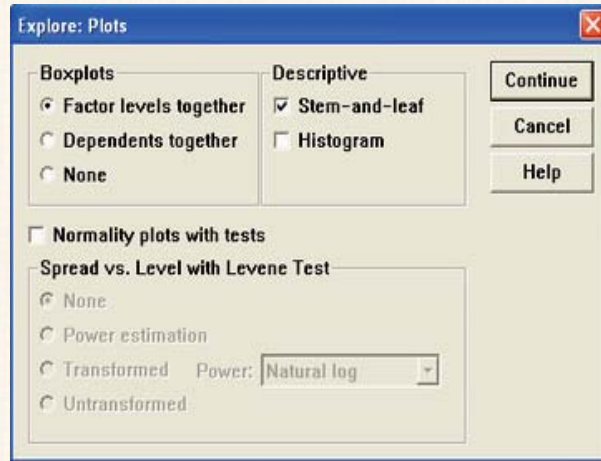 Explore: Plots
Boxplots
Factor levels together
Dependents together
None
Descriptive
Stem-and-leaf
Histogram
Continue
Cancel
Help
Normality plots with tests
Spread vs. Level with Levene Test
None
Power estimation
Transformed Power: Natural log
Untransformed